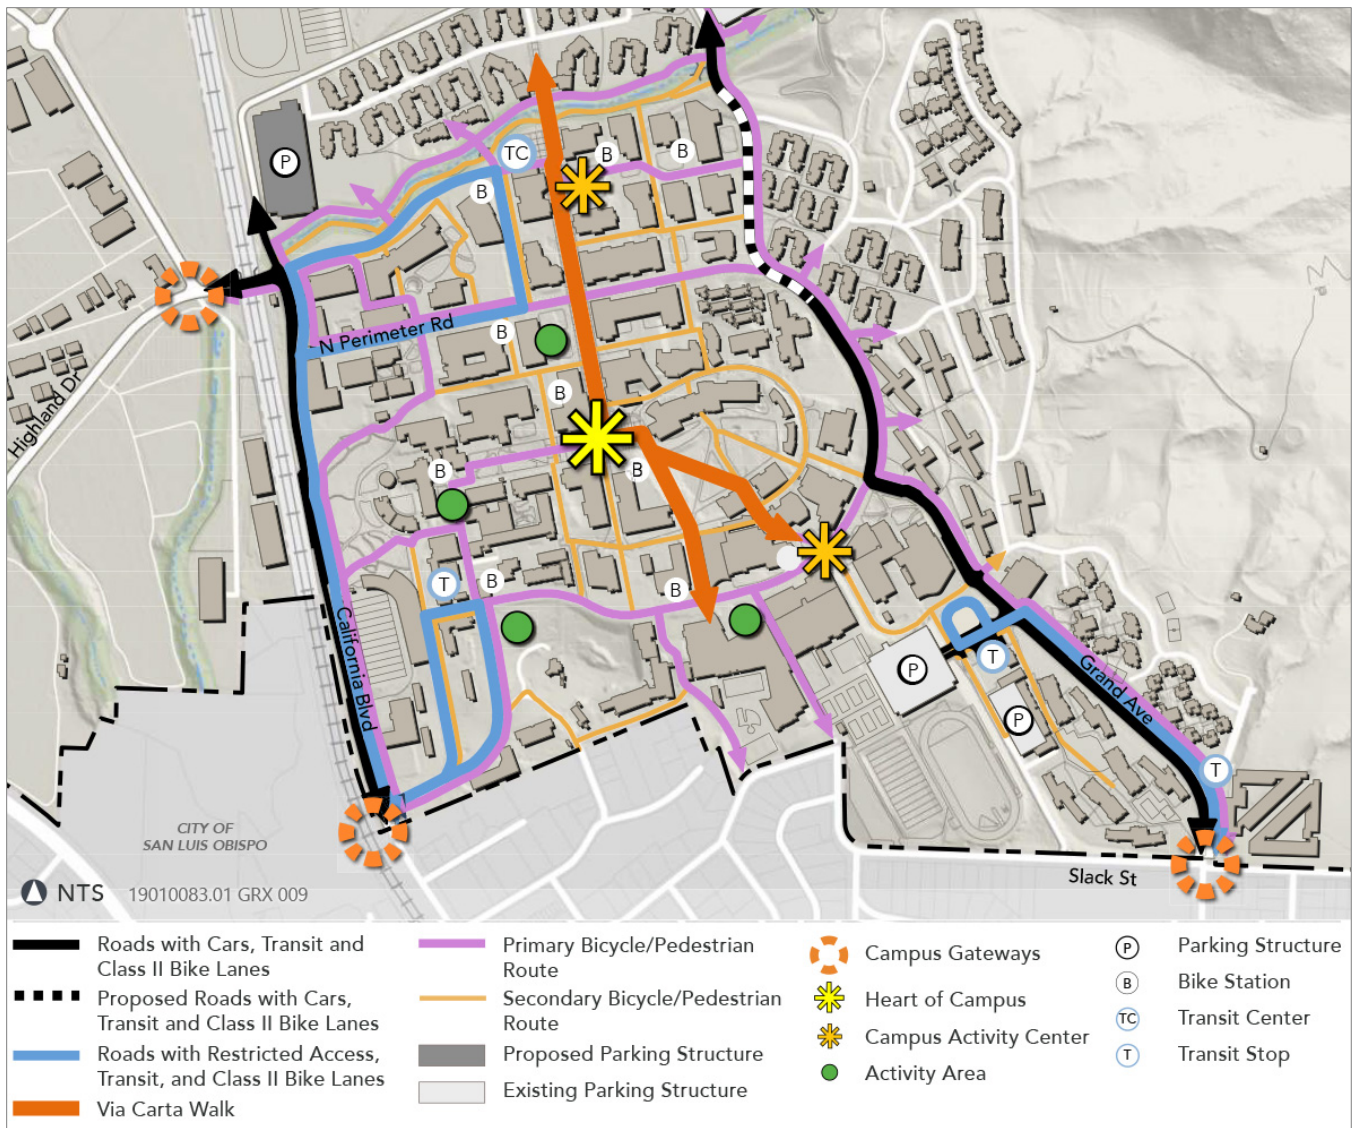 P
TC
B
B
B
N Perimeter Rd
B
B
Highland Dr
B
B
T
B
B
California Blvd
P
T
P
Grand Ave
T
CITY OF
SAN LUIS OBISPO
Slack St
NTS 19010083.01 GRX 009
Roads with Cars, Transit and
Class II Bike Lanes
Proposed Roads with Cars,
Transit and Class II Bike Lanes
Roads with Restricted Access,
Transit, and Class II Bike Lanes
Via Carta Walk
Primary Bicycle/Pedestrian
Route
Secondary Bicycle/Pedestrian
Route
Proposed Parking Structure
Existing Parking Structure
Campus Gateways
Heart of Campus
Campus Activity Center
Activity Area
P Parking Structure
B Bike Station
TC Transit Center
T Transit Stop